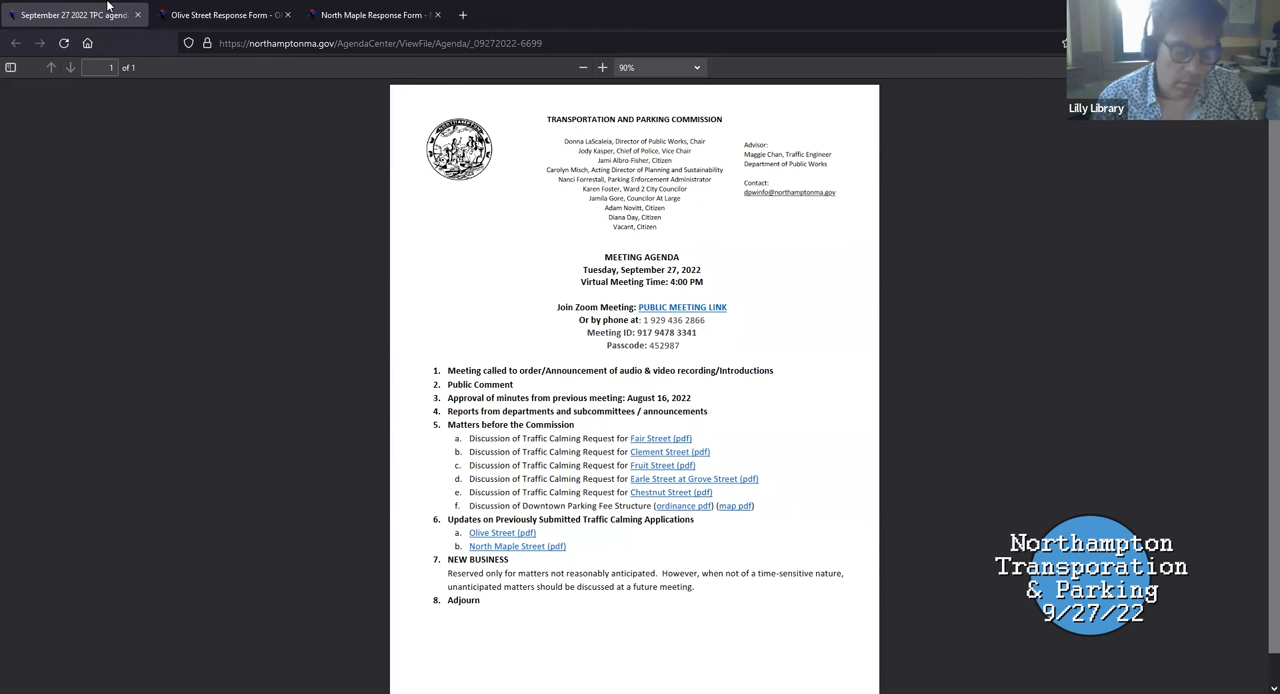 September 27 2022 TPC agend
Olive Street Response Form - O
North Maple Response Form - N
https://northamptonma.gov/AgendaCenter/ViewFile/Agenda/_09272022-6699
1 of 1
90%
Lilly Library
TRANSPORTATION AND PARKING COMMISSION
Donna LaScaleia, Director of Public Works, Chair
Jody Kasper, Chief of Police, Vice Chair
Jami Albro-Fisher, Citizen
Carolyn Misch, Acting Director of Planning and Sustainability
Nanci Forrestall, Parking Enforcement Administrator
Karen Foster, Ward 2 City Councilor
Jamila Gore, Councilor At Large
Adam Novitt, Citizen
Diana Day, Citizen
Vacant, Citizen
Advisor:
Maggie Chan, Traffic Engineer
Department of Public Works
Contact:
dpwinfo@northamptonma.gov
MEETING AGENDA
Tuesday, September 27, 2022
Virtual Meeting Time: 4:00 PM
Join Zoom Meeting: PUBLIC MEETING LINK
Or by phone at: 1 929 436 2866
Meeting ID: 917 9478 3341
Passcode: 452987
1. Meeting called to order/Announcement of audio & video recording/Introductions
2. Public Comment
3. Approval of minutes from previous meeting: August 16, 2022
4. Reports from departments and subcommittees / announcements
5. Matters before the Commission
a. Discussion of Traffic Calming Request for Fair Street (pdf)
b. Discussion of Traffic Calming Request for Clement Street (pdf)
c. Discussion of Traffic Calming Request for Fruit Street (pdf)
d. Discussion of Traffic Calming Request for Earle Street at Grove Street (pdf)
e. Discussion of Traffic Calming Request for Chestnut Street (pdf)
f. Discussion of Downtown Parking Fee Structure (ordinance pdf) (map pdf)
6. Updates on Previously Submitted Traffic Calming Applications
a. Olive Street (pdf)
b. North Maple Street (pdf)
7. NEW BUSINESS
Reserved only for matters not reasonably anticipated. However, when not of a time-sensitive nature,
unanticipated matters should be discussed at a future meeting.
8. Adjourn
Northampton
Transporation
& Parking
9/27/22